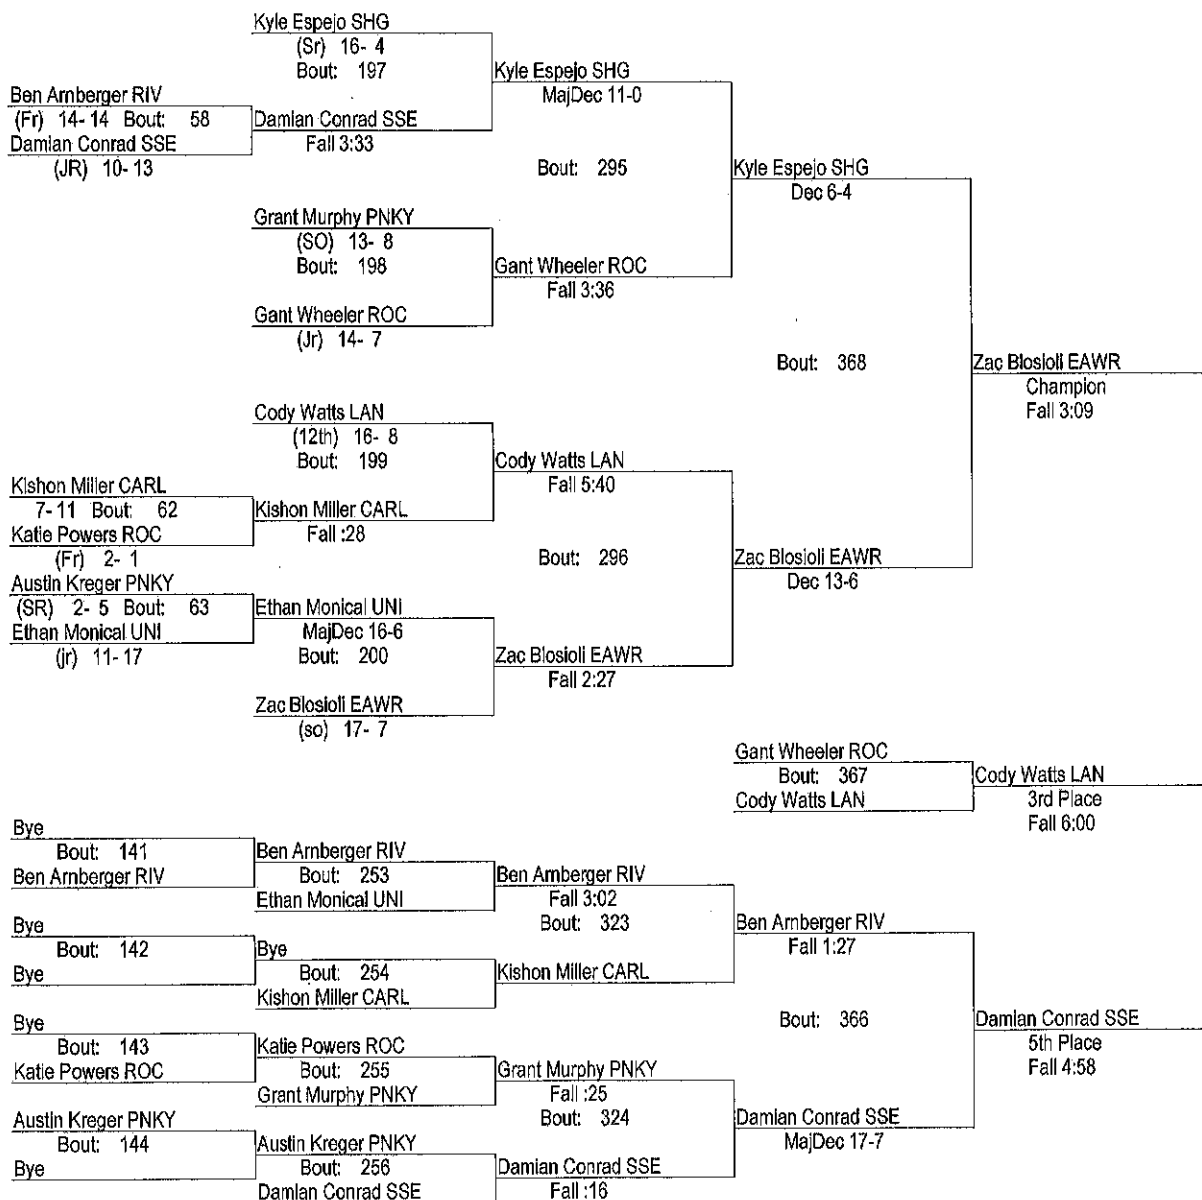 Kyle Espejo SHG
(Sr) 16- 4
Bout: 197
Kyle Espejo SHG
MajDec 11-0
Ben Arnberger RIV
(Fr) 14- 14 Bout: 58
Damian Conrad SSE
(JR) 10- 13
Damian Conrad SSE
Fall 3:33
Bout: 295
Kyle Espejo SHG
Dec 6-4
Grant Murphy PNKY
(SO) 13- 8
Bout: 198
Gant Wheeler ROC
Fall 3:36
Gant Wheeler ROC
(Jr) 14- 7
Bout: 368
Zac Blosioli EAWR
Champion
Fall 3:09
Cody Watts LAN
(12th) 16- 8
Bout: 199
Cody Watts LAN
Fall 5:40
Kishon Miller CARL
7- 11 Bout: 62
Katie Powers ROC
(Fr) 2- 1
Kishon Miller CARL
Fall :28
Bout: 296
Zac Blosioli EAWR
Dec 13-6
Austin Kreger PNKY
(SR) 2- 5 Bout: 63
Ethan Monical UNI
(jr) 11- 17
Ethan Monical UNI
MajDec 16-6
Bout: 200
Zac Blosioli EAWR
Fall 2:27
Zac Blosioli EAWR
(so) 17- 7
Gant Wheeler ROC
Bout: 367
Cody Watts LAN
Cody Watts LAN
3rd Place
Fall 6:00
Bye
Bout: 141
Ben Arnberger RIV
Ben Arnberger RIV
Bout: 253
Ethan Monical UNI
Ben Arnberger RIV
Fall 3:02
Bout: 323
Ben Arnberger RIV
Fall 1:27
Bye
Bout: 142
Bye
Bye
Bout: 254
Kishon Miller CARL
Kishon Miller CARL
Bout: 366
Damian Conrad SSE
5th Place
Fall 4:58
Bye
Bout: 143
Katie Powers ROC
Katie Powers ROC
Bout: 255
Grant Murphy PNKY
Grant Murphy PNKY
Fall :25
Bout: 324
Damian Conrad SSE
MajDec 17-7
Austin Kreger PNKY
Bout: 144
Bye
Austin Kreger PNKY
Bout: 256
Damian Conrad SSE
Damian Conrad SSE
Fall :16